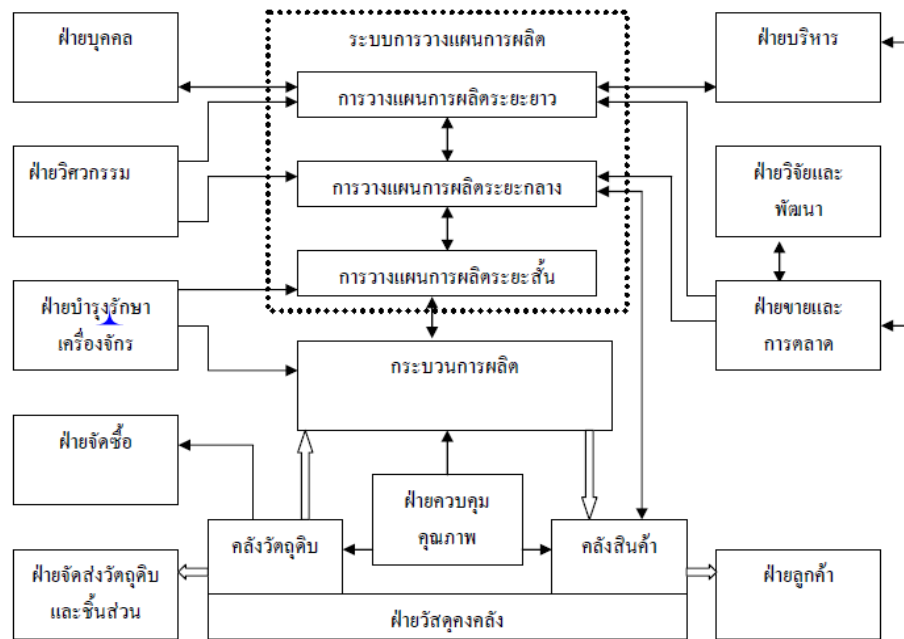 ฝ่ายบุคคล
ระบบการวางแผนการผลิต
ฝ่ายบริหาร
การวางแผนการผลิตระยะยาว
ฝ่ายวิศวกรรม
การวางแผนการผลิตระยะกลาง
ฝ่ายวิจัยและ
พัฒนา
การวางแผนการผลิตระยะสั้น
ฝ่ายบำรุงรักษา
เครื่องจักร
ฝ่ายขายและ
การตลาด
กระบวนการผลิต
ฝ่ายจัดซื้อ
ฝ่ายควบคุม
คุณภาพ
คลังวัตถุดิบ
คลังสินค้า
ฝ่ายจัดส่งวัตถุดิบ
และชิ้นส่วน
ฝ่ายลูกค้า
ฝ่ายวัสดุคงคลัง